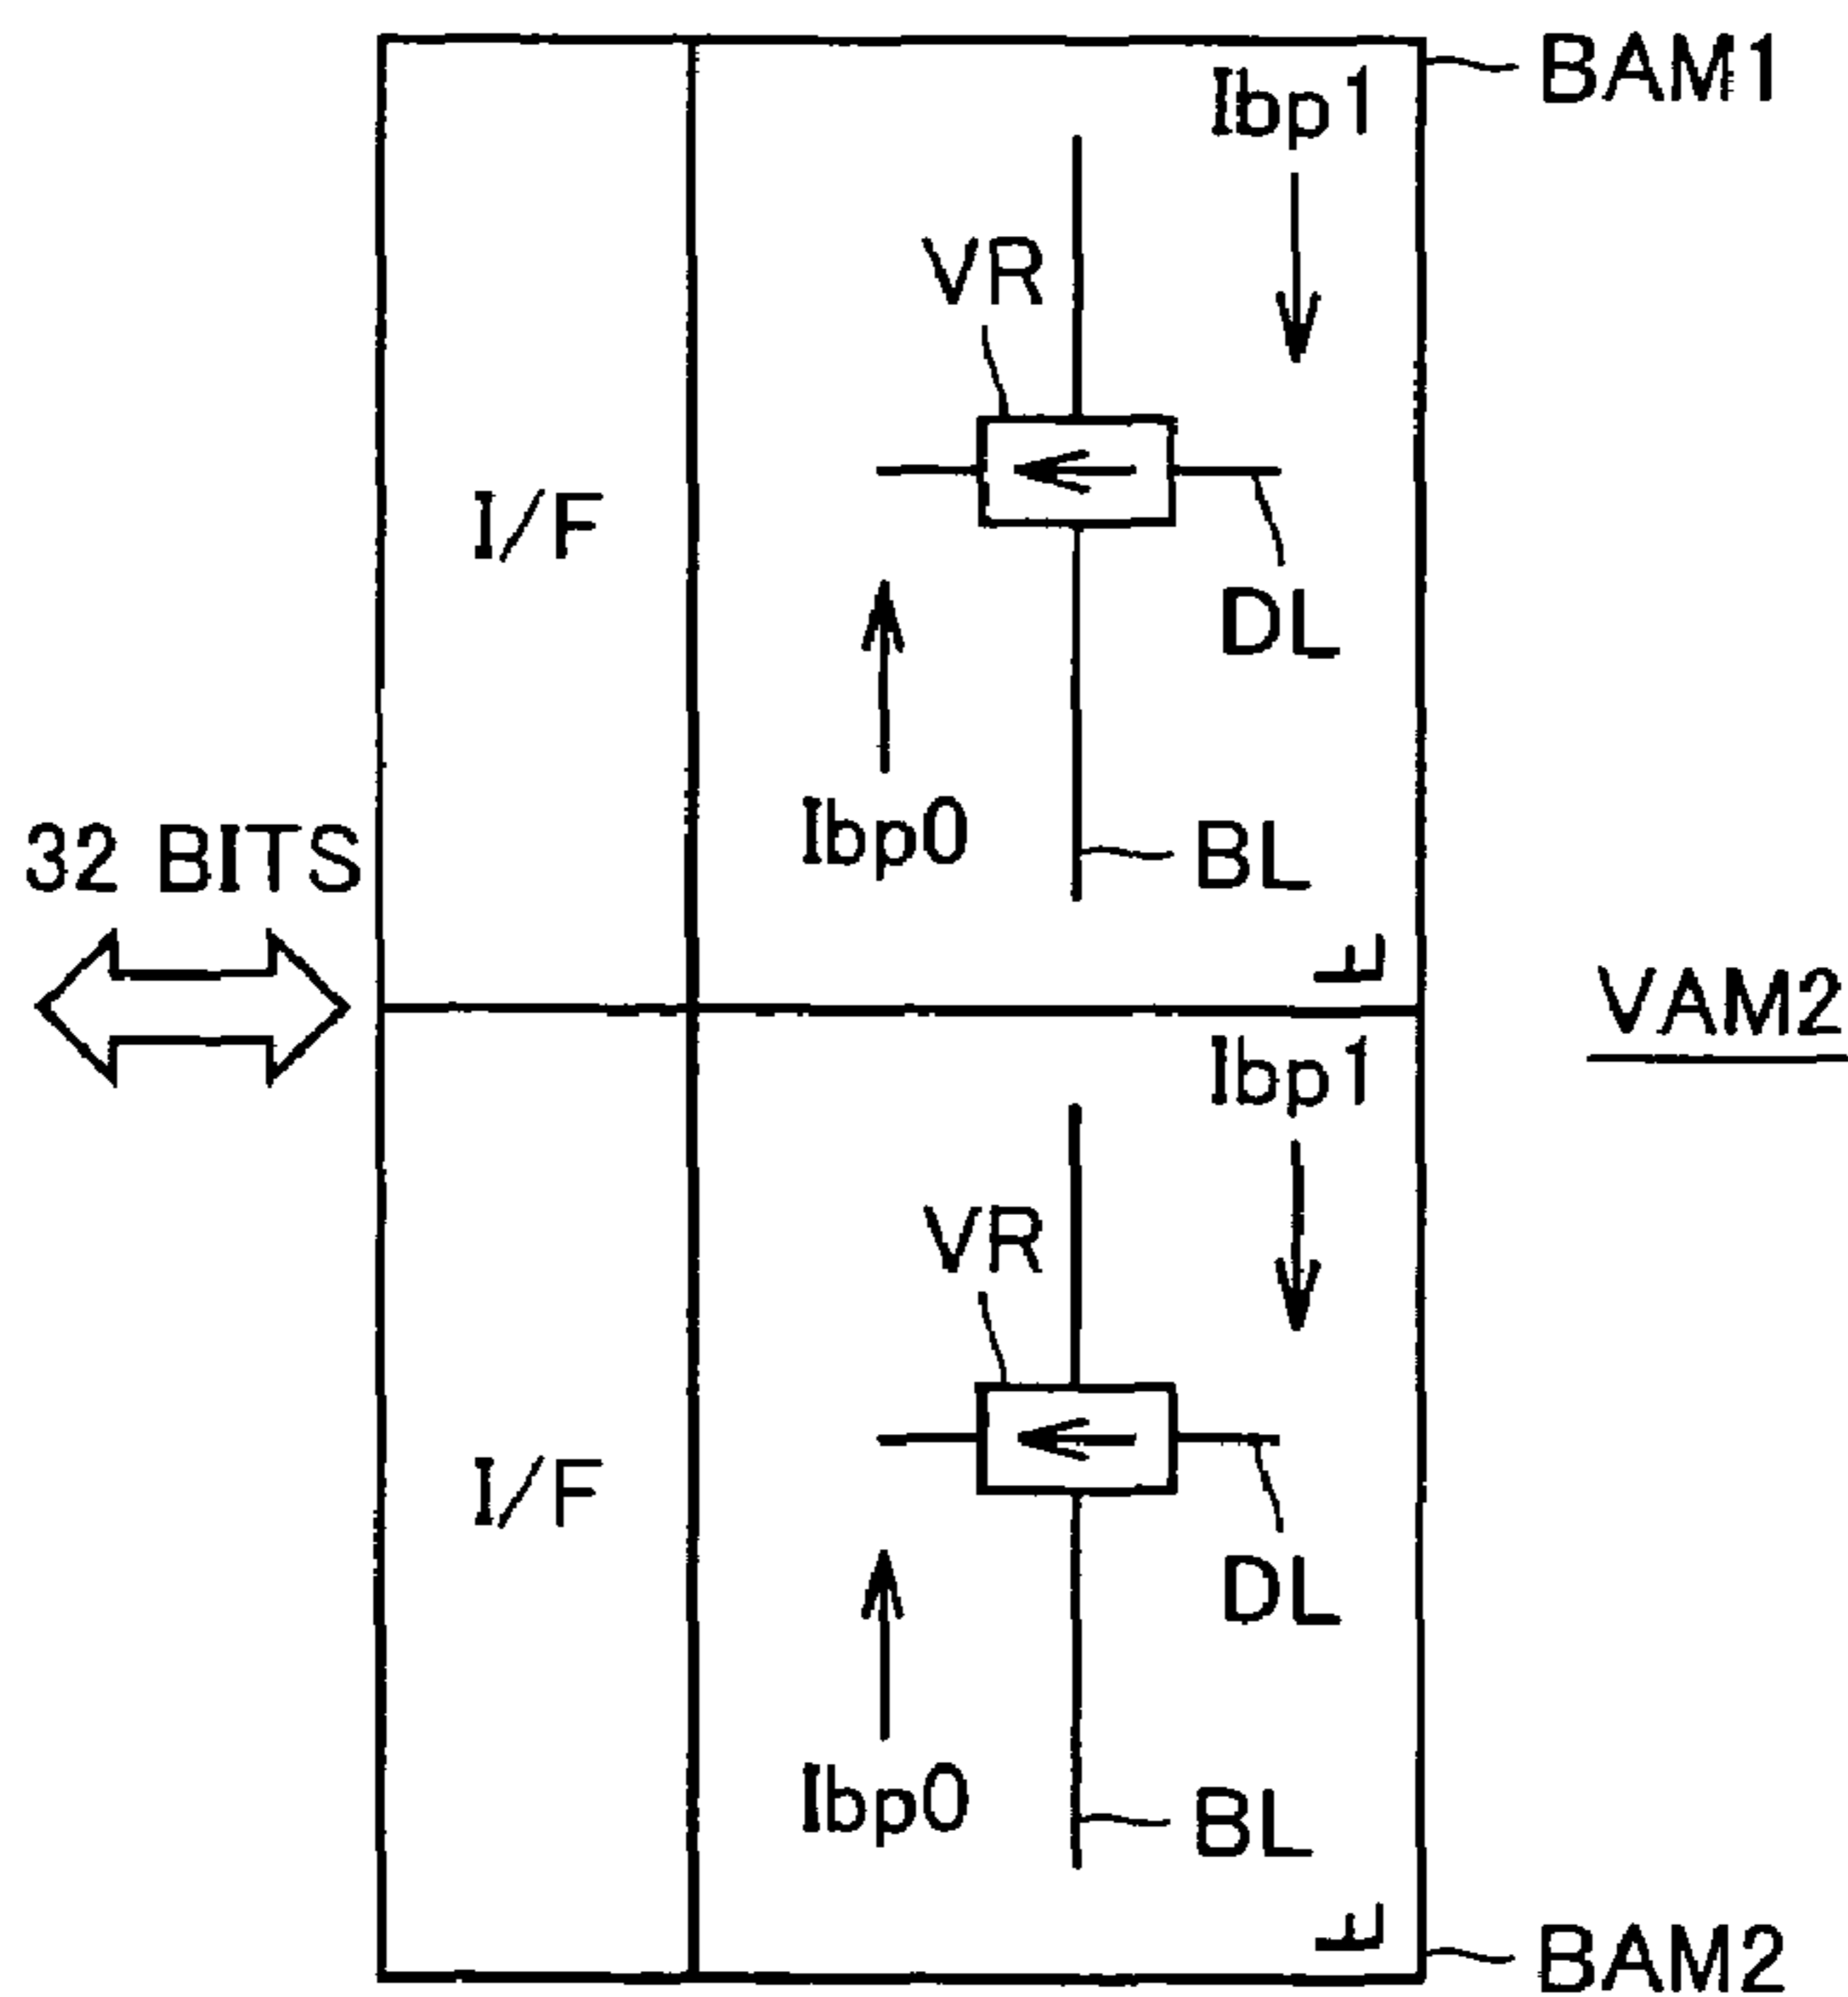 BAM1
Ibp1
VR
I/F
DL
Ibp0
BL
32 BITS
F
VAM2
Ibp1
VR
I/F
DL
Ibp0
BL
F
BAM2